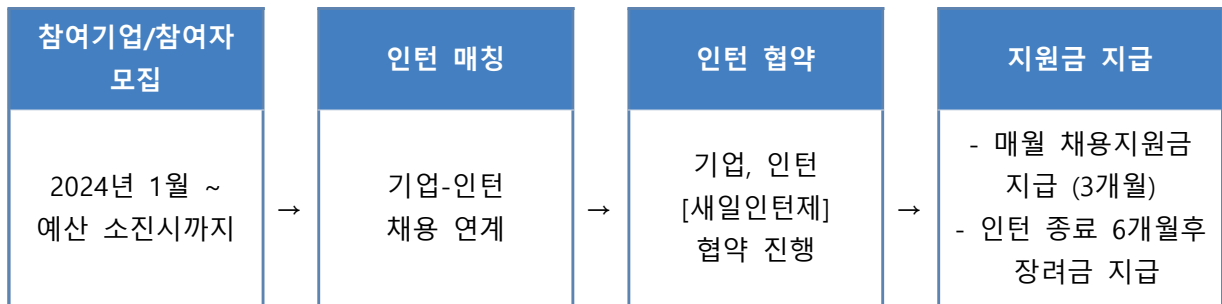 참여기업/참여자
모집
2024년 1월 ~
예산 소진시까지
→
인턴 매칭
기업-인턴
채용 연계
→
인턴 협약
기업, 인턴
[새일인턴제]
협약 진행
→
지원금 지급
- 매월 채용지원금
지급 (3개월)
- 인턴 종료 6개월후
장려금 지급